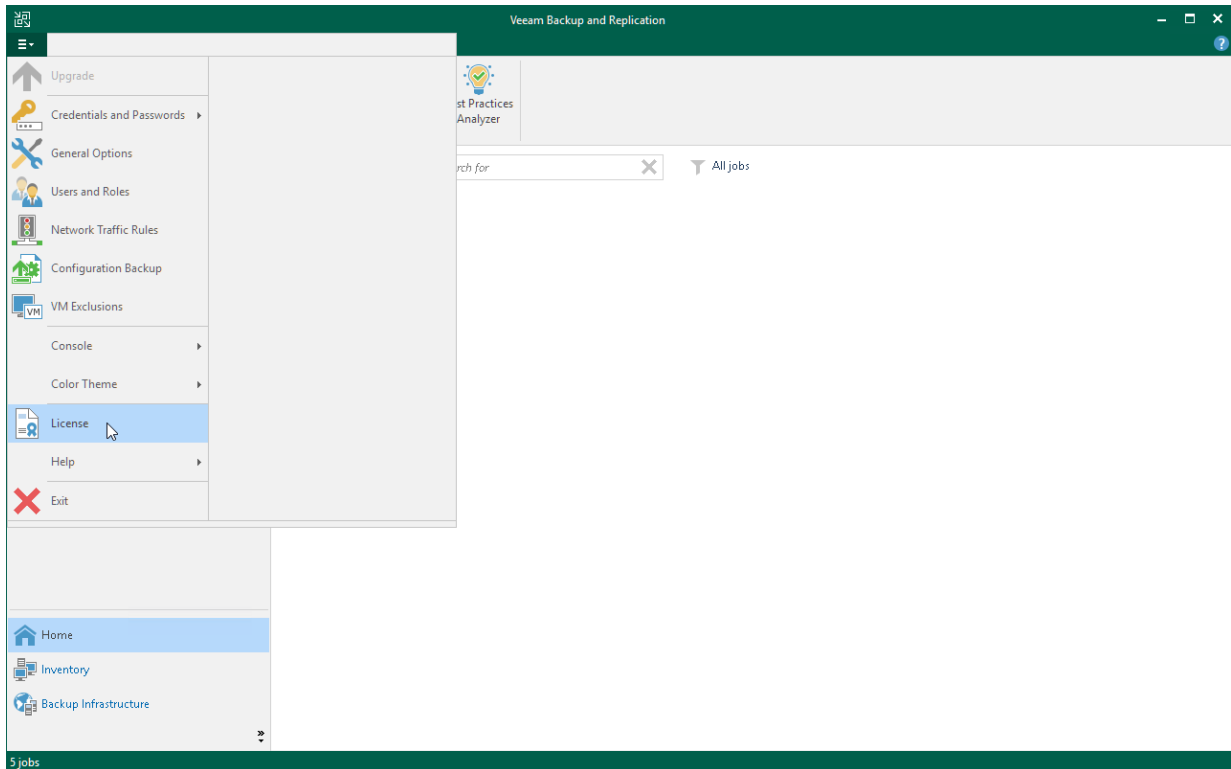 Veeam Backup and Replication
?
Upgrade
Credentials and Passwords
General Options
Users and Roles
Network Traffic Rules
Configuration Backup
VM
VM Exclusions
Console
Color Theme
License
Help
Exit
st Practices
Analyzer
rch for
All jobs
Home
Inventory
Backup Infrastructure
5 jobs